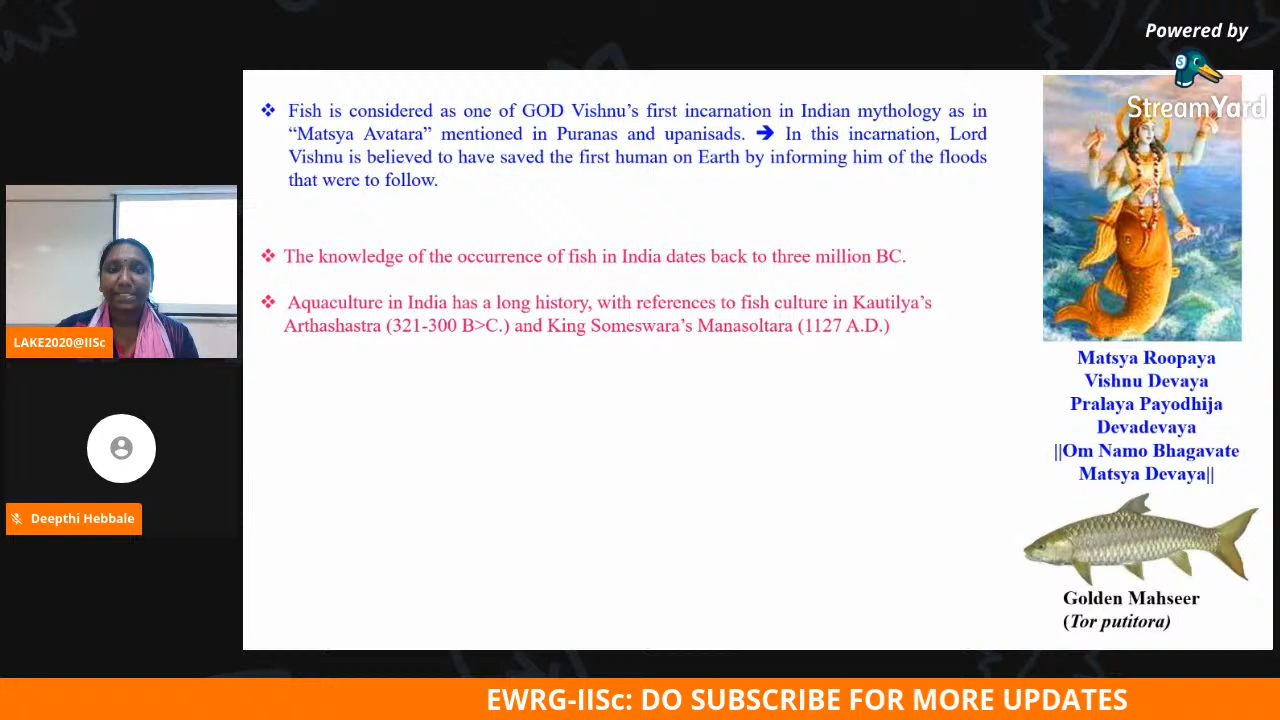 Powered by
S
StreamYard
❖ Fish is considered as one of GOD Vishnu's first incarnation in Indian mythology as in
“Matsya Avatara” mentioned in Puranas and upanisads. ➔ In this incarnation, Lord
Vishnu is believed to have saved the first human on Earth by informing him of the floods
that were to follow.
❖ The knowledge of the occurrence of fish in India dates back to three million BC.
❖ Aquaculture in India has a long history, with references to fish culture in Kautilya's
Arthashastra (321-300 B>C.) and King Someswara's Manasoltara (1127 A.D.)
Matsya Roopaya
Vishnu Devaya
Pralaya Payodhija
Devadevaya
||Om Namo Bhagavate
Matsya Devaya||
Golden Mahseer
(Tor putitora)
LAKE2020@IISc
Deepthi Hebbale
EWRG-IISc: DO SUBSCRIBE FOR MORE UPDATES